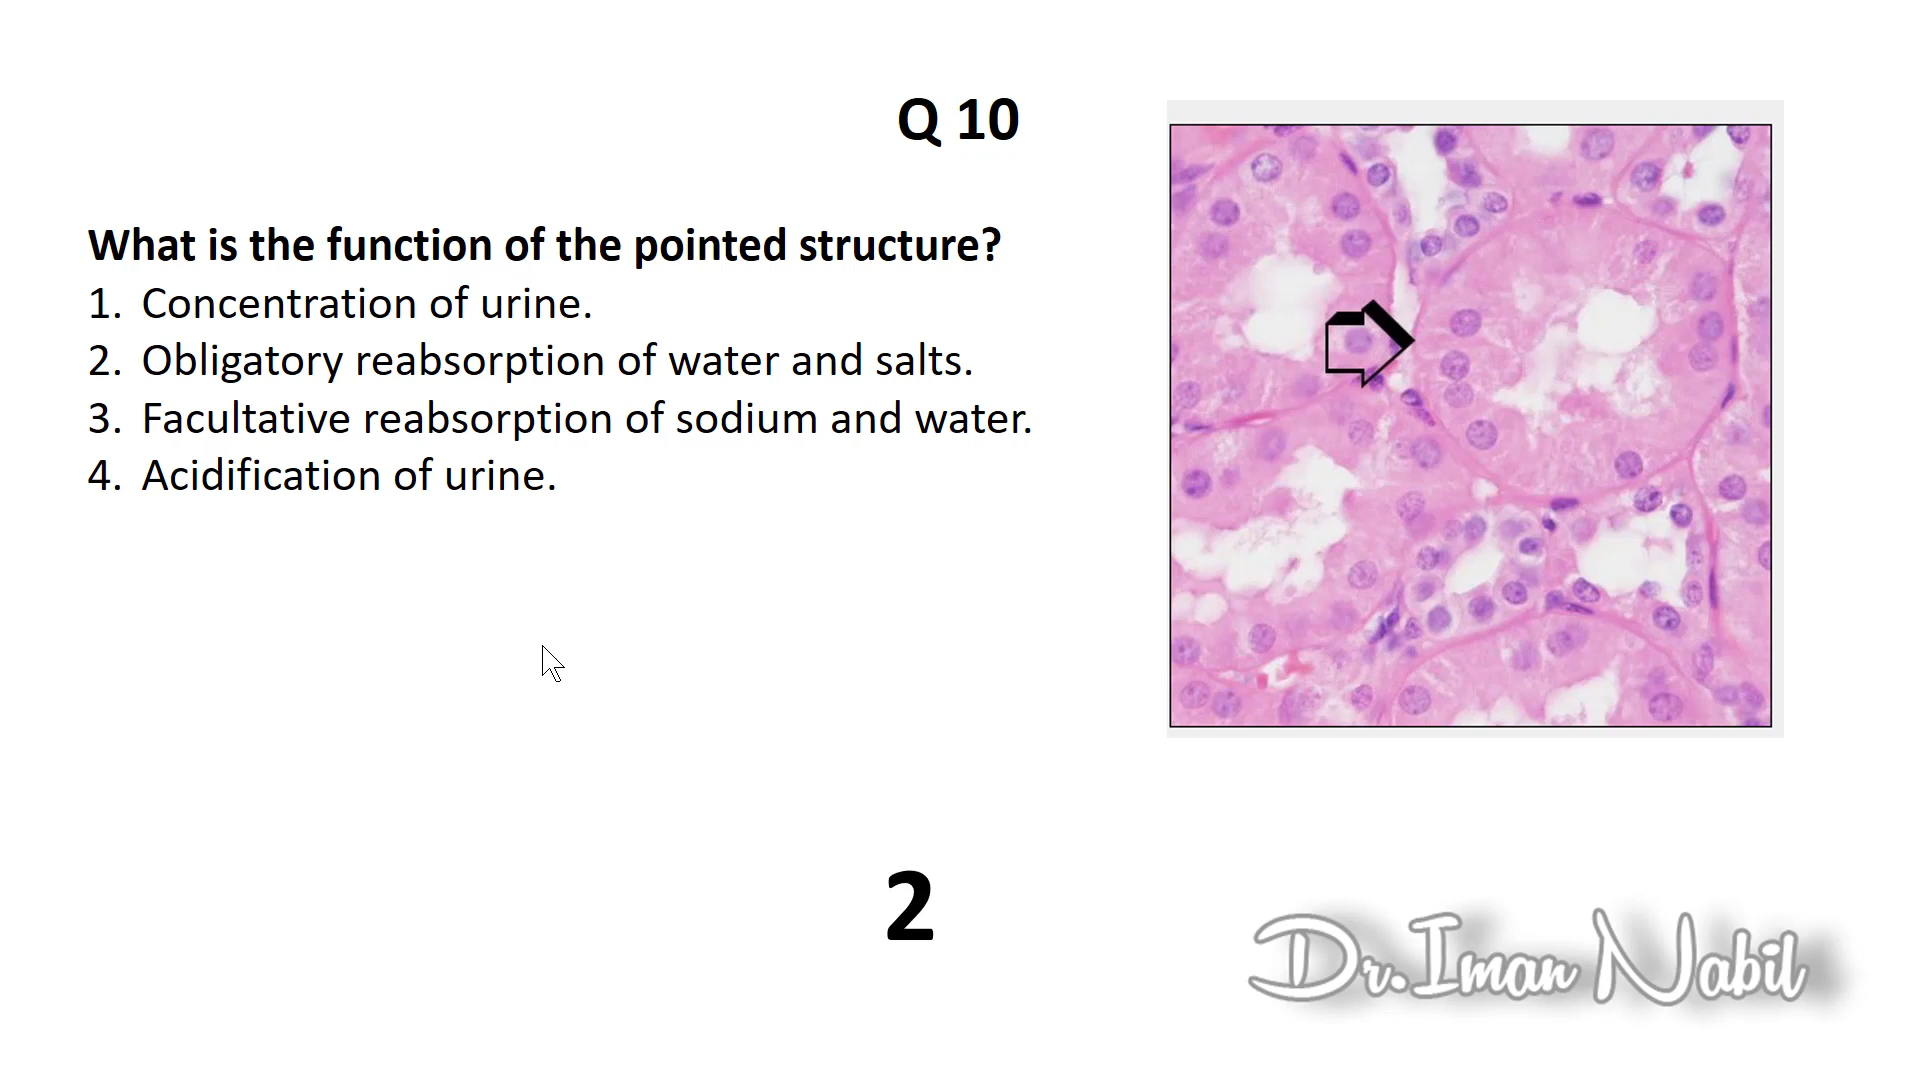 Q 10
What is the function of the pointed structure?
1. Concentration of urine.
2. Obligatory reabsorption of water and salts.
3. Facultative reabsorption of sodium and water.
4. Acidification of urine.
2
Dr.Iman Nabil